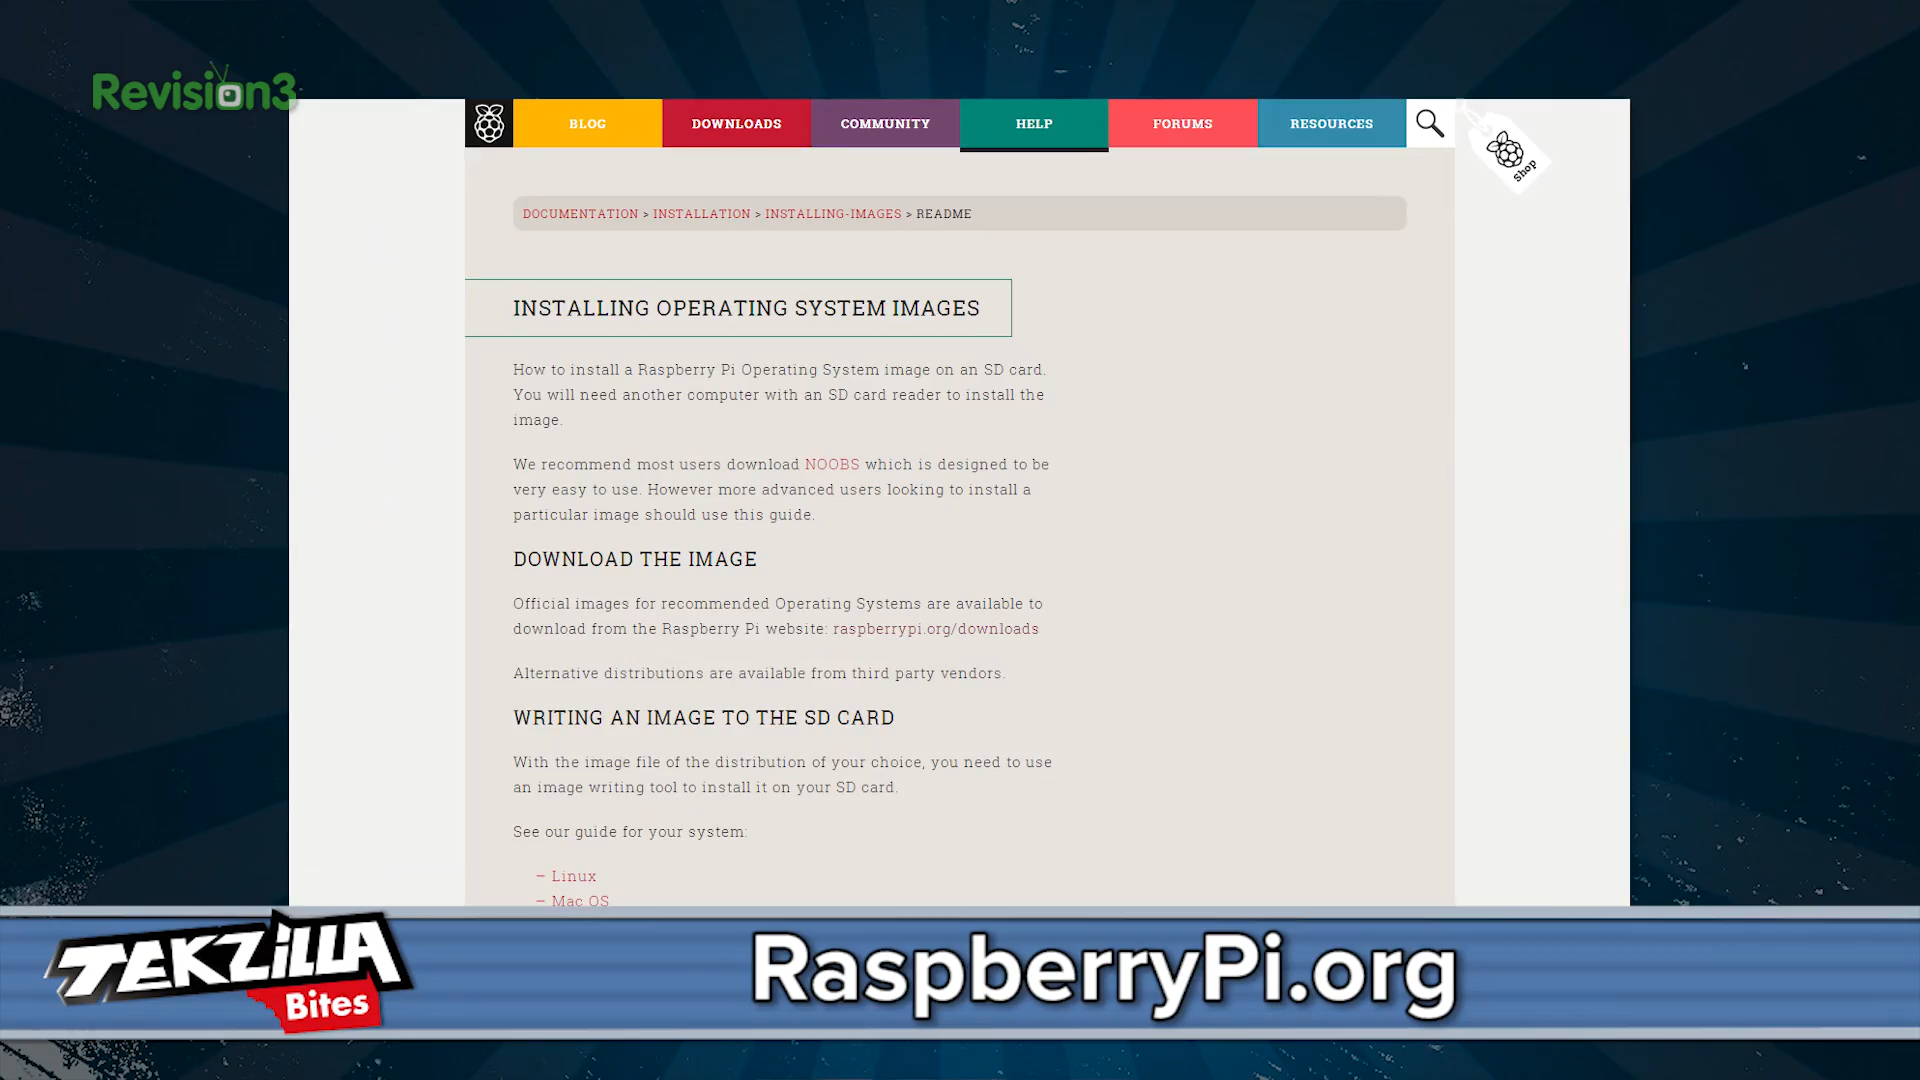 Revision3
BLOG DOWNLOADS COMMUNITY HELP FORUMS RESOURCES
Shop
DOCUMENTATION > INSTALLATION > INSTALLING-IMAGES > README
INSTALLING OPERATING SYSTEM IMAGES
How to install a Raspberry Pi Operating System image on an SD card.
You will need another computer with an SD card reader to install the
image.
We recommend most users download NOOBS which is designed to be
very easy to use. However more advanced users looking to install a
particular image should use this guide.
DOWNLOAD THE IMAGE
Official images for recommended Operating Systems are available to
download from the Raspberry Pi website: raspberrypi.org/downloads
Alternative distributions are available from third party vendors.
WRITING AN IMAGE TO THE SD CARD
With the image file of the distribution of your choice, you need to use
an image writing tool to install it on your SD card.
See our guide for your system:
– Linux
– Mac OS
TEKZILLA
Bites
RaspberryPi.org